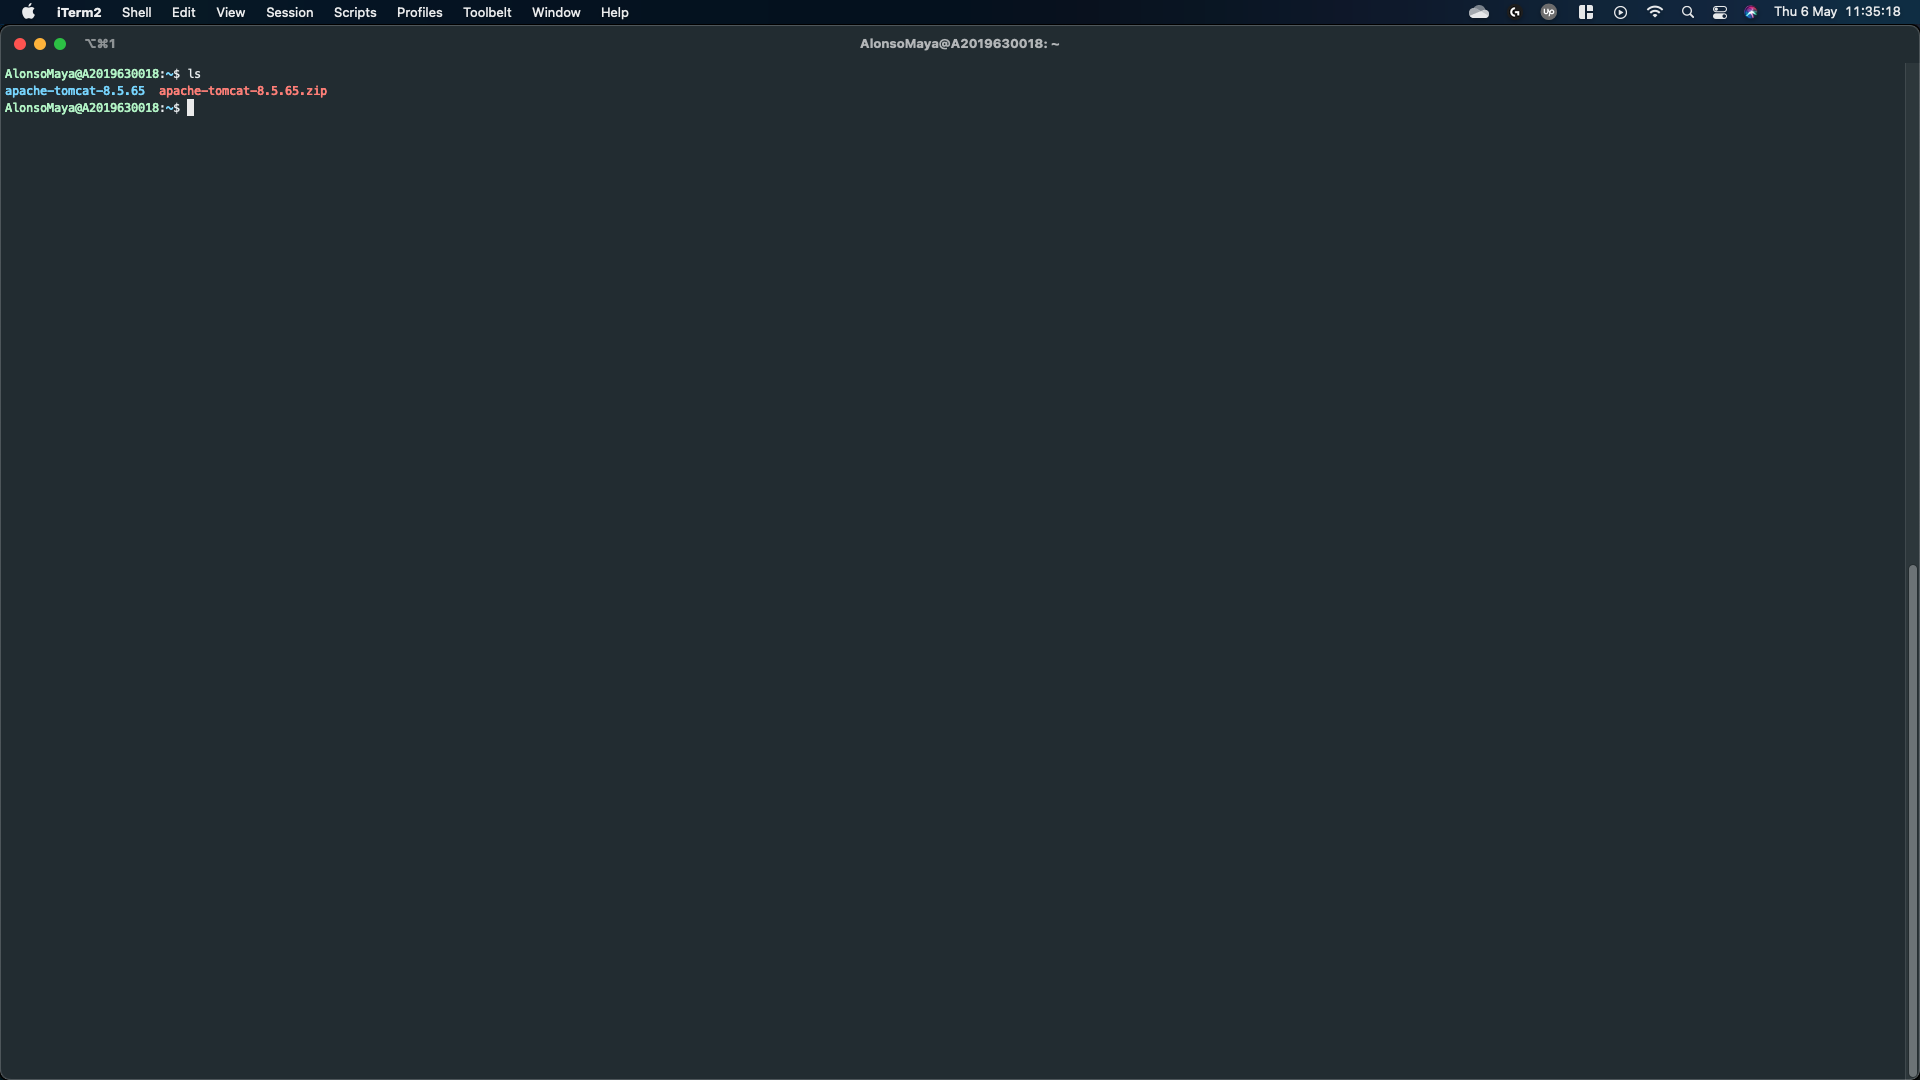 iTerm2 Shell Edit View Session Scripts Profiles Toolbelt Window Help Up Thu 6 May 11:35:18
⌥⌘1 AlonsoMaya@A2019630018: ~
AlonsoMaya@A2019630018:~$ ls
apache-tomcat-8.5.65 apache-tomcat-8.5.65.zip
AlonsoMaya@A2019630018:~$